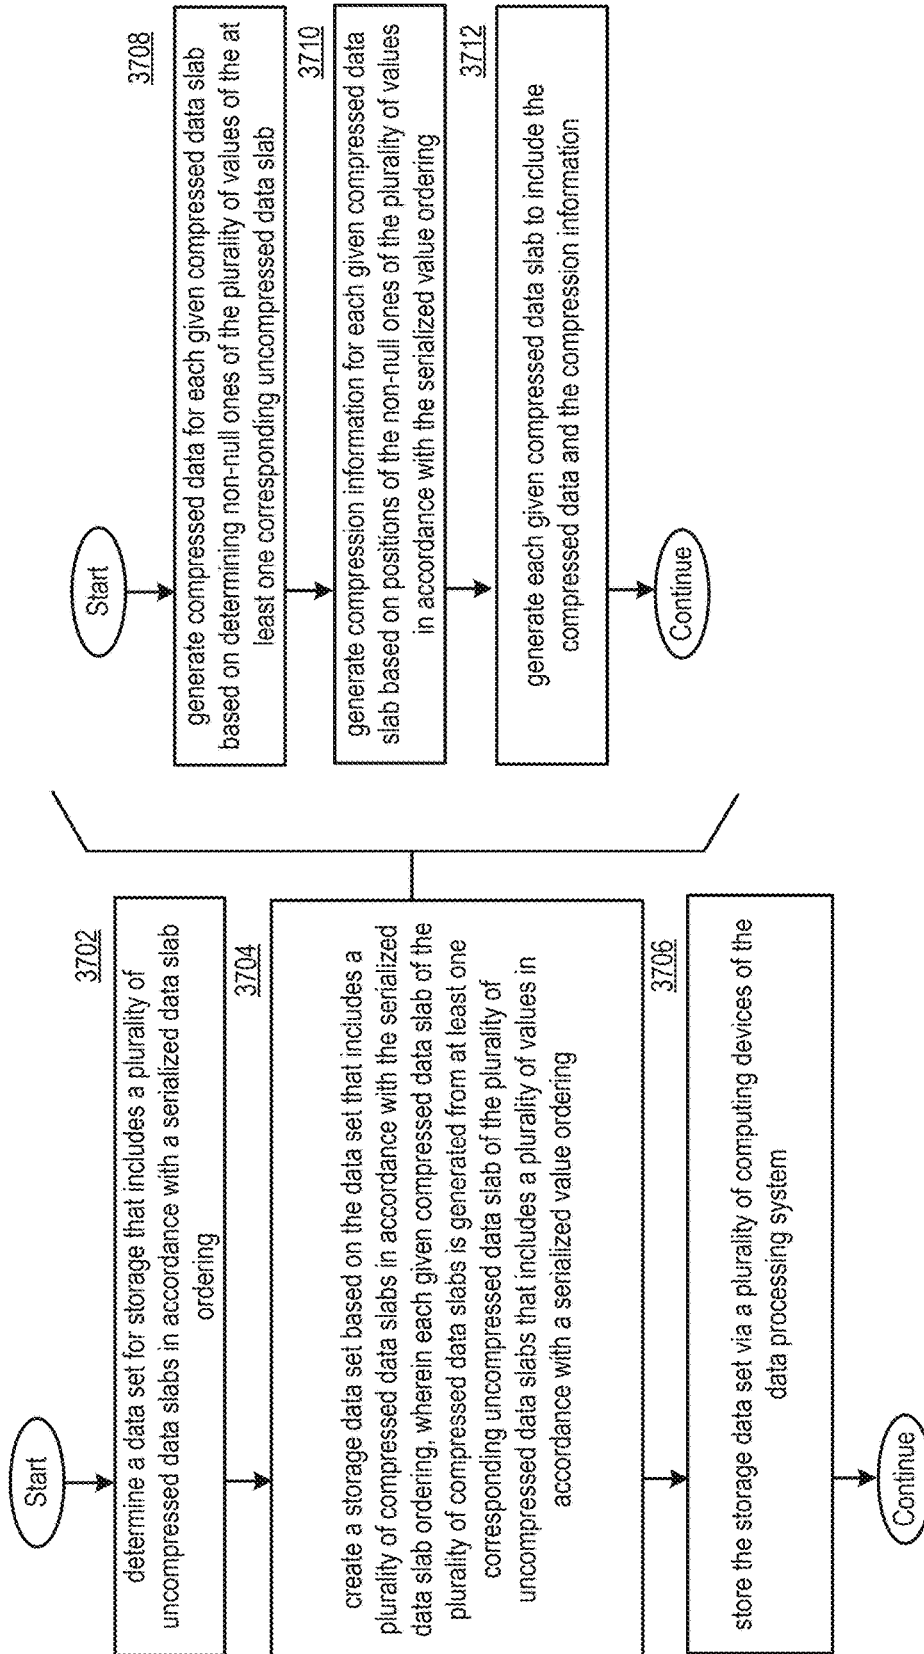 Start
3702
determine a data set for storage that includes a plurality of
uncompressed data slabs in accordance with a serialized data slab
ordering
3704
create a storage data set based on the data set that includes a
plurality of compressed data slabs in accordance with the serialized
data slab ordering, wherein each given compressed data slab of the
plurality of compressed data slabs is generated from at least one
corresponding uncompressed data slab of the plurality of
uncompressed data slabs that includes a plurality of values in
accordance with a serialized value ordering
3706
store the storage data set via a plurality of computing devices of the
data processing system
Continue
Start
3708
generate compressed data for each given compressed data slab
based on determining non-null ones of the plurality of values of the at
least one corresponding uncompressed data slab
3710
generate compression information for each given compressed data
slab based on positions of the non-null ones of the plurality of values
in accordance with the serialized value ordering
3712
generate each given compressed data slab to include the
compressed data and the compression information
Continue